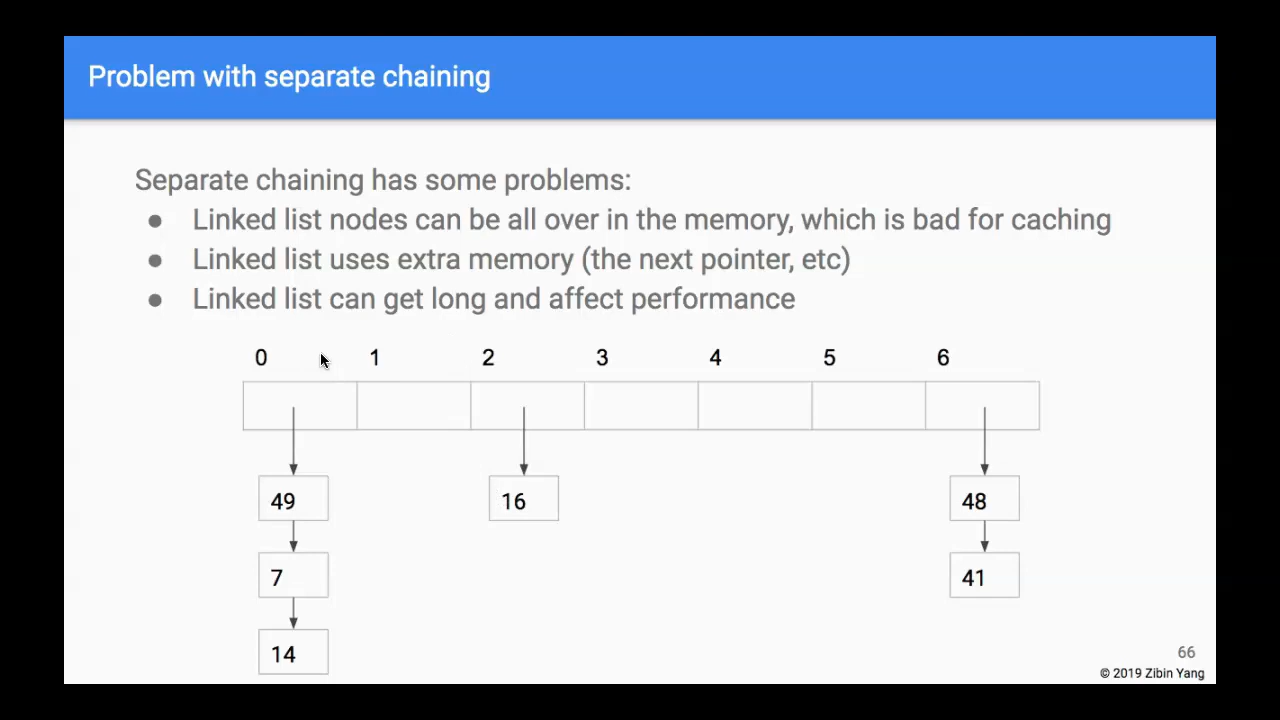 Problem with separate chaining
Separate chaining has some problems:
● Linked list nodes can be all over in the memory, which is bad for caching
● Linked list uses extra memory (the next pointer, etc)
● Linked list can get long and affect performance
0 1 2 3 4 5 6
49 16 48
7 41
14
66
© 2019 Zibin Yang